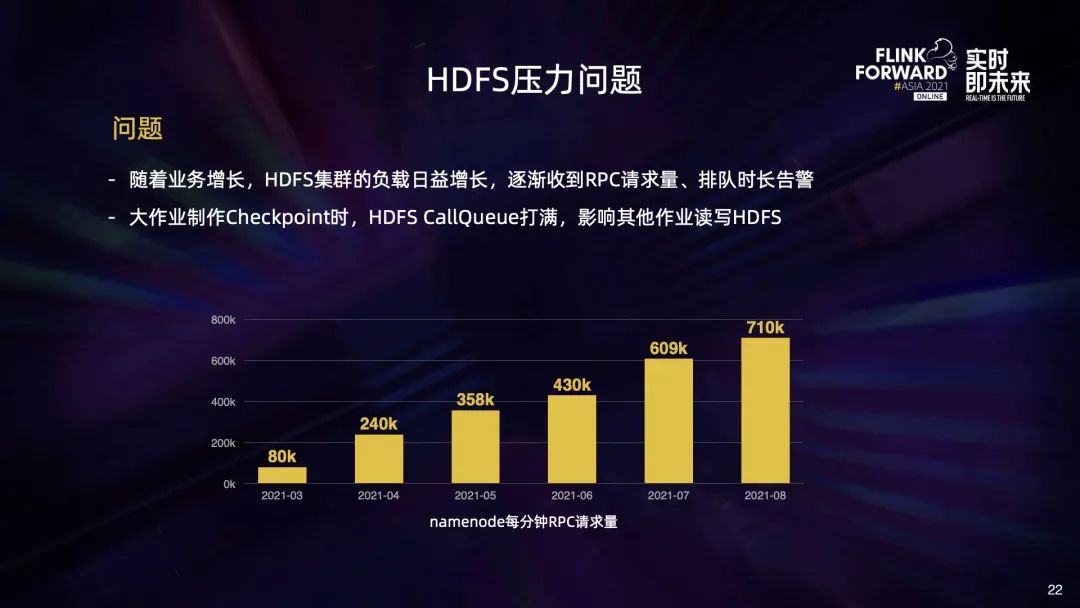 HDFS压力问题
FLINK
FORWARD
#ASIA 2021
ONLINE
实时
即未来
REAL-TIME IS THE FUTURE
问题
- 随着业务增长，HDFS集群的负载日益增长，逐渐收到RPC请求量、排队时长告警
- 大作业制作Checkpoint时，HDFS CallQueue打满，影响其他作业读写HDFS
800k
600k
400k
200k
0k
80k
240k
358k
430k
609k
710k
2021-03
2021-04
2021-05
2021-06
2021-07
2021-08
namenode每分钟RPC请求量
22